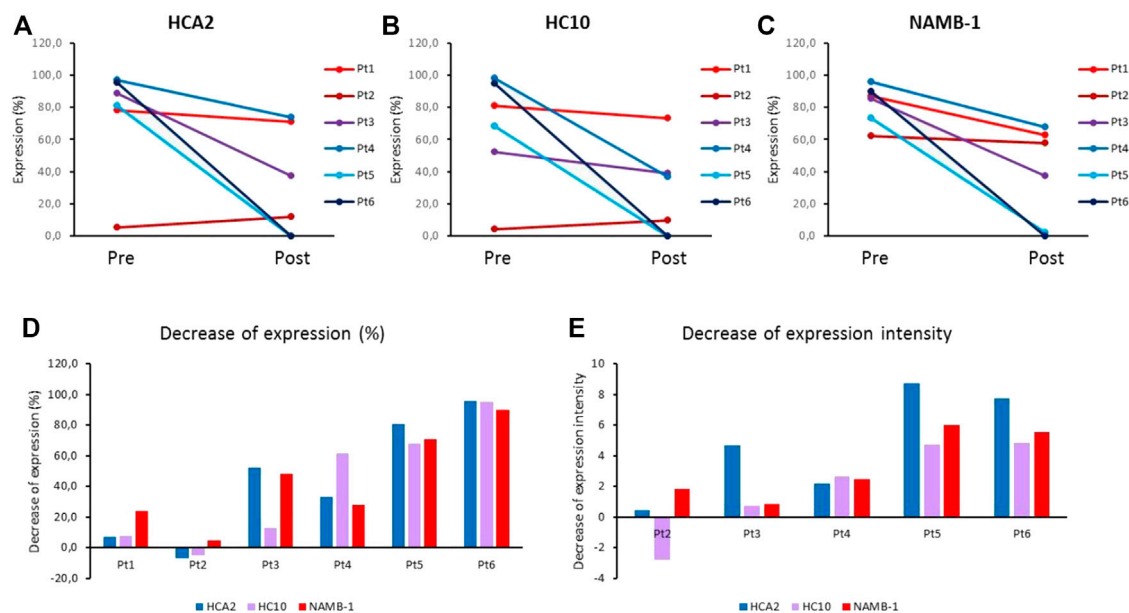 A HCA2
120,0
100,0
80,0
60,0
40,0
20,0
0,0
Expression (%)
Pre Post
Pt1
Pt2
Pt3
Pt4
Pt5
Pt6
B HC10
120,0
100,0
80,0
60,0
40,0
20,0
0,0
Expression (%)
Pre Post
Pt1
Pt2
Pt3
Pt4
Pt5
Pt6
C NAMB-1
120,0
100,0
80,0
60,0
40,0
20,0
0,0
Expression (%)
Pre Post
Pt1
Pt2
Pt3
Pt4
Pt5
Pt6
D Decrease of expression (%)
120,0
100,0
80,0
60,0
40,0
20,0
0,0
-20,0
Decrease of expression (%)
Pt1 Pt2 Pt3 Pt4 Pt5 Pt6
HCA2 HC10 NAMB-1
E Decrease of expression intensity
10
8
6
4
2
0
-2
-4
Decrease of expression intensity
Pt2 Pt3 Pt4 Pt5 Pt6
HCA2 HC10 NAMB-1